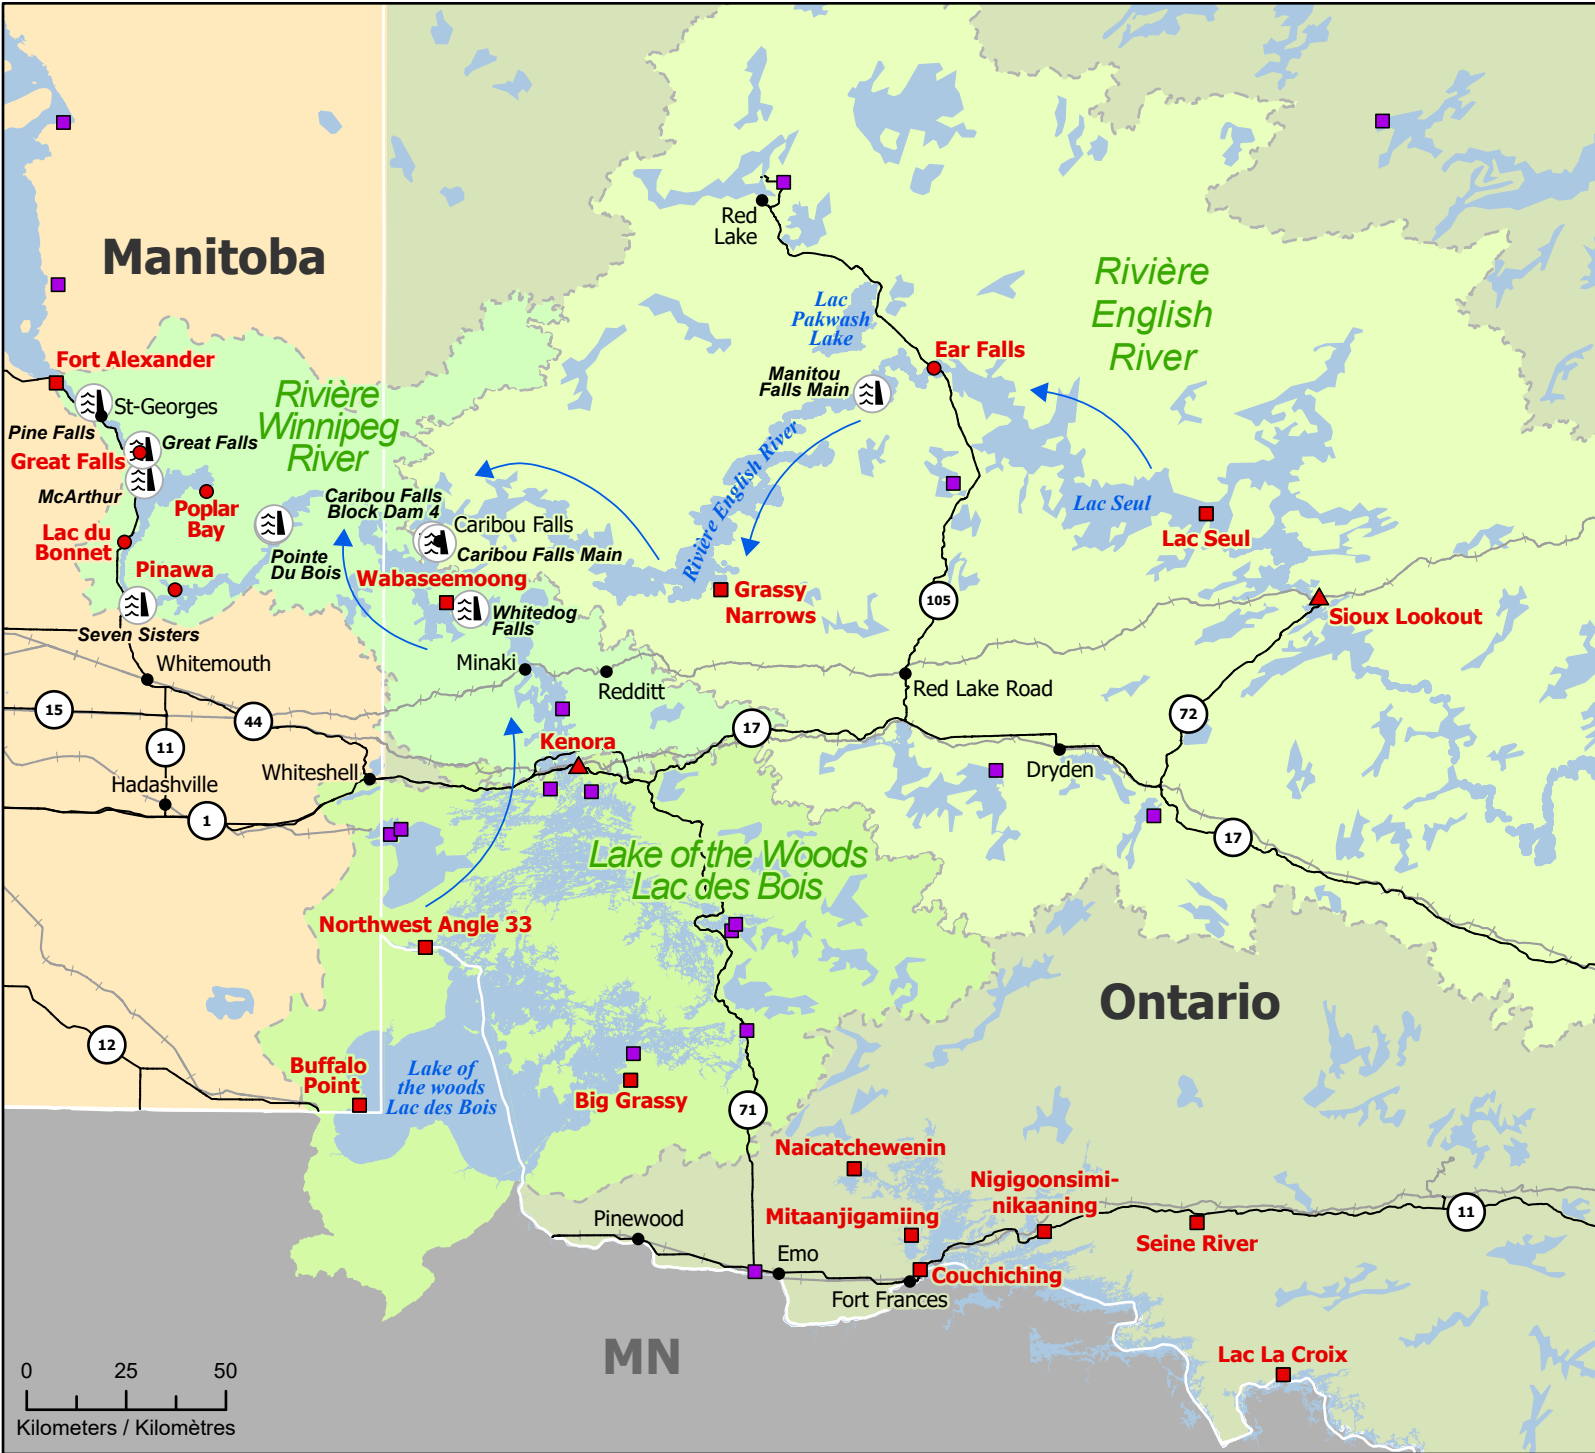 Red
Lake
Manitoba
Rivière
English
River
Lac
Pakwash
Lake
Ear Falls
Fort Alexander
Manitou
Falls Main
Rivière
Winnipeg
River
St-Georges
Pine Falls
Great Falls
Great Falls
McArthur
Rivière English River
Lac Seul
Lac Seul
Poplar
Bay
Caribou Falls
Block Dam 4
Caribou Falls
Caribou Falls Main
Lac du
Bonnet
Pointe
Du Bois
Pinawa
Wabaseemoong
Whitedog
Falls
Grassy
Narrows
105
Sioux Lookout
Seven Sisters
Whitemouth
Minaki
Redditt
Red Lake Road
15
44
11
17
72
Kenora
Whiteshell
Hadashville
Dryden
1
17
Lake of the Woods
Lac des Bois
Northwest Angle 33
Ontario
12
Buffalo
Point
Lake of
the woods
Lac des Bois
Big Grassy
71
Naicatchewenin
Nigigoonsimi-
nikaaning
Mitaanjigamiing
11
Pinewood
Seine River
Emo
Couchiching
Fort Frances
MN
Lac La Croix
0 25 50
Kilometers / Kilomètres